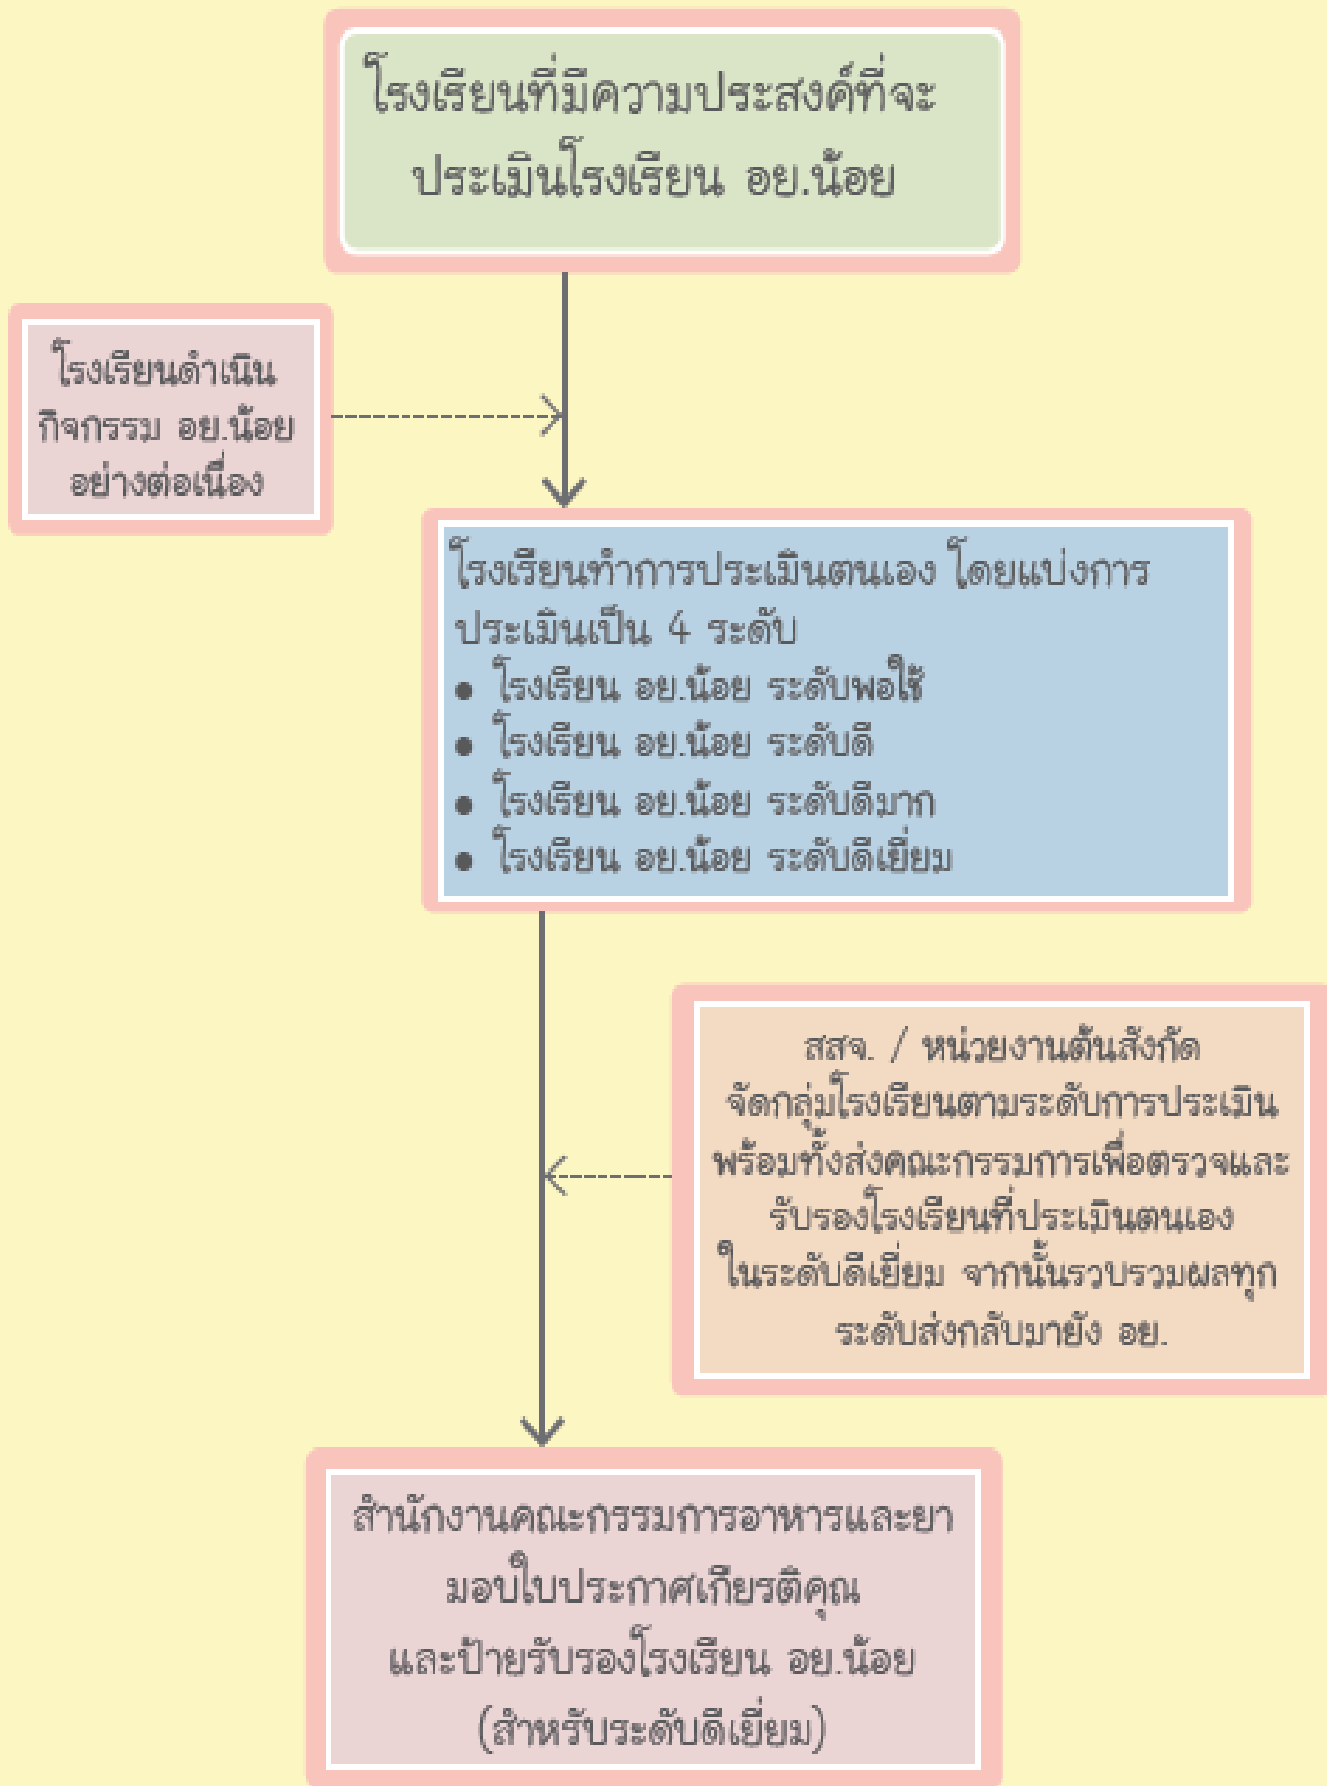 โรงเรียนที่มีความประสงค์ที่จะ
ประเมินโรงเรียน อย.น้อย
โรงเรียนดำเนิน
กิจกรรม อย.น้อย
อย่างต่อเนื่อง
โรงเรียนทำการประเมินตนเอง โดยแบ่งการ
ประเมินเป็น 4 ระดับ
• โรงเรียน อย.น้อย ระดับพอใช้
• โรงเรียน อย.น้อย ระดับดี
• โรงเรียน อย.น้อย ระดับดีมาก
• โรงเรียน อย.น้อย ระดับดีเยี่ยม
สสจ. / หน่วยงานต้นสังกัด
จัดกลุ่มโรงเรียนตามระดับการประเมิน
พร้อมทั้งส่งคณะกรรมการเพื่อตรวจและ
รับรองโรงเรียนที่ประเมินตนเอง
ในระดับดีเยี่ยม จากนั้นรวบรวมผลทุก
ระดับส่งกลับมายัง อย.
สำนักงานคณะกรรมการอาหารและยา
มอบใบประกาศเกียรติคุณ
และป้ายรับรองโรงเรียน อย.น้อย
(สำหรับระดับดีเยี่ยม)